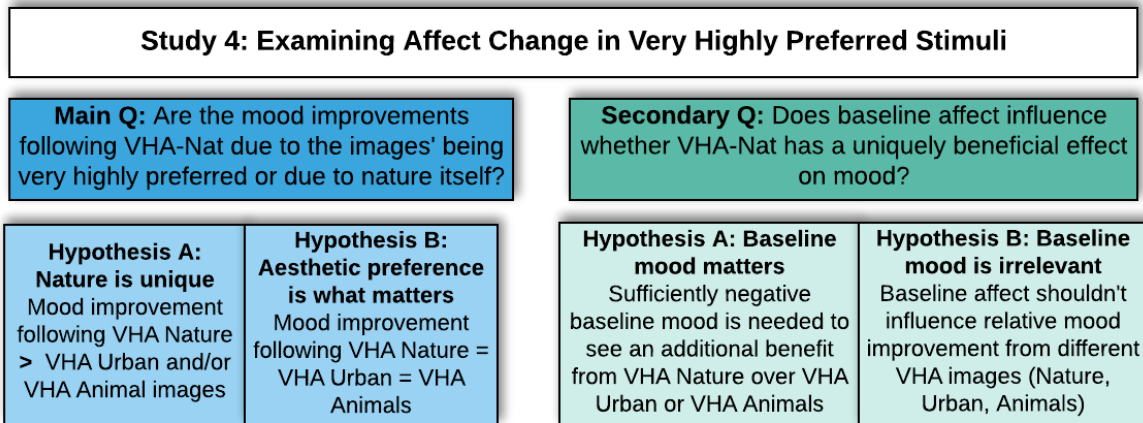 Study 4: Examining Affect Change in Very Highly Preferred Stimuli
Main Q: Are the mood improvements
following VHA-Nat due to the images' being
very highly preferred or due to nature itself?
Secondary Q: Does baseline affect influence
whether VHA-Nat has a uniquely beneficial effect
on mood?
Hypothesis A:
Nature is unique
Mood improvement
following VHA Nature
> VHA Urban and/or
VHA Animal images
Hypothesis B:
Aesthetic preference
is what matters
Mood improvement
following VHA Nature =
VHA Urban = VHA
Animals
Hypothesis A: Baseline
mood matters
Sufficiently negative
baseline mood is needed to
see an additional benefit
from VHA Nature over VHA
Urban or VHA Animals
Hypothesis B: Baseline
mood is irrelevant
Baseline affect shouldn't
influence relative mood
improvement from different
VHA images (Nature,
Urban, Animals)